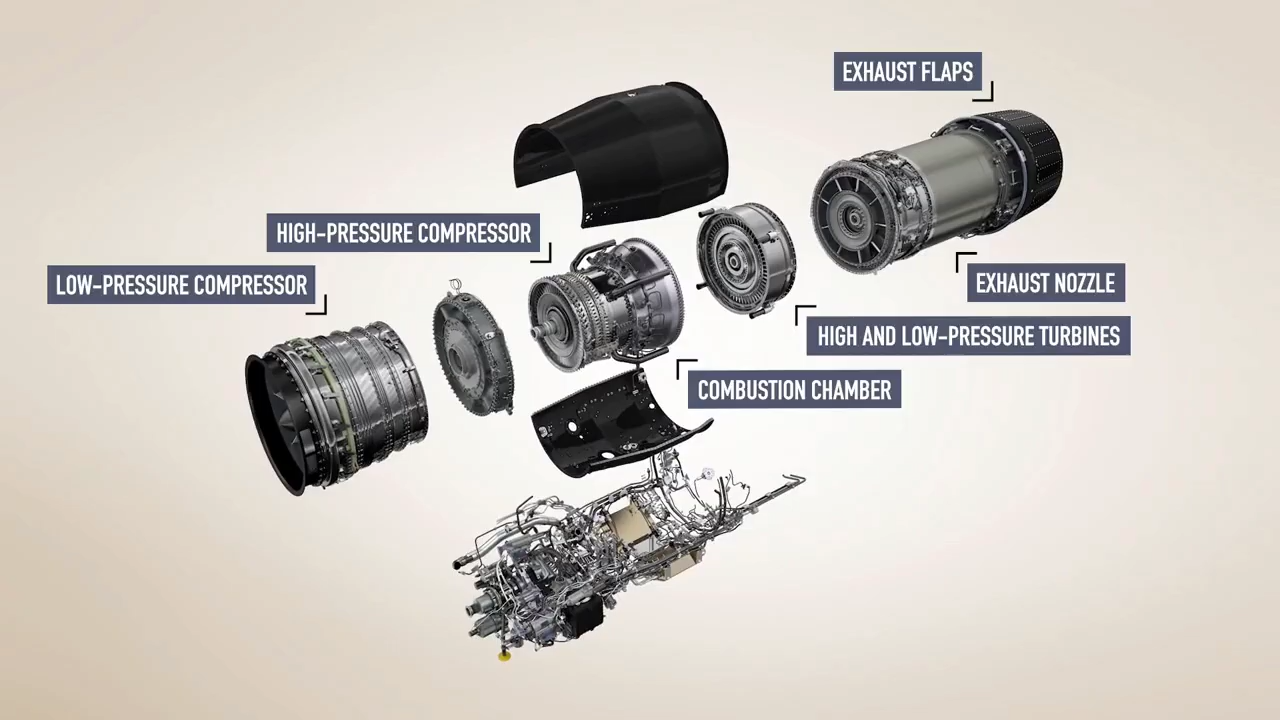 EXHAUST FLAPS
HIGH-PRESSURE COMPRESSOR
LOW-PRESSURE COMPRESSOR
EXHAUST NOZZLE
HIGH AND LOW-PRESSURE TURBINES
COMBUSTION CHAMBER